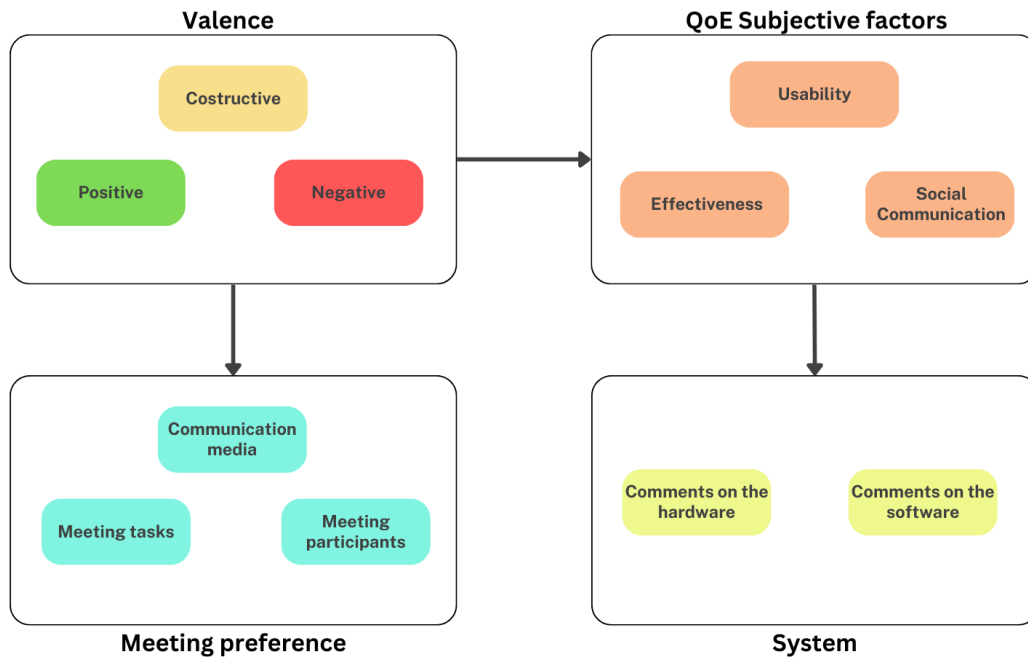 Valence
Costructive
Positive
Negative
QoE Subjective factors
Usability
Effectiveness
Social
Communication
Communication
media
Meeting tasks
Meeting
participants
Meeting preference
Comments on the
hardware
Comments on the
software
System